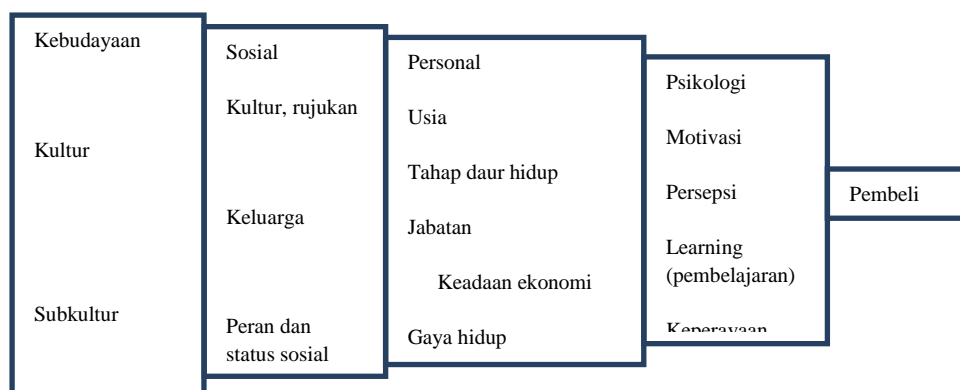 Kebudayaan
Kultur
Subkultur
Sosial
Kultur, rujukan
Keluarga
Peran dan
status sosial
Personal
Usia
Tahap daur hidup
Jabatan
Keadaan ekonomi
Gaya hidup
Psikologi
Motivasi
Persepsi
Learning
(pembelajaran)
Keperayaan
Pembeli